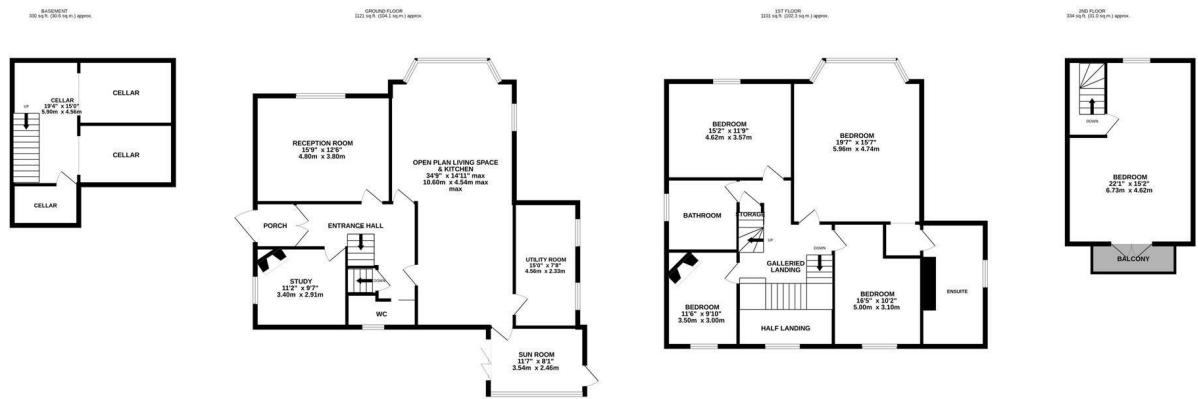 BASEMENT
330 sq.ft. (30.6 sq.m.) approx.
GROUND FLOOR
1121 sq.ft. (104.1 sq.m.) approx.
1ST FLOOR
1101 sq.ft. (102.3 sq.m.) approx.
2ND FLOOR
334 sq.ft. (31.0 sq.m.) approx.
UP
CELLAR
19'4" x 15'0"
5.90m x 4.56m
CELLAR
CELLAR
CELLAR
RECEPTION ROOM
15'9" x 12'6"
4.80m x 3.80m
OPEN PLAN LIVING SPACE
& KITCHEN
34'9" x 14'11" max
10.60m x 4.54m max
max
PORCH
ENTRANCE HALL
STUDY
11'2" x 9'7"
3.40m x 2.91m
DOWN
WC
UTILITY ROOM
15'0" x 7'8"
4.56m x 2.33m
SUN ROOM
11'7" x 8'1"
3.54m x 2.46m
BEDROOM
15'2" x 11'9"
4.62m x 3.57m
BEDROOM
19'7" x 15'7"
5.96m x 4.74m
BATHROOM
STORAGE
UP
DOWN
GALLERIED
LANDING
BEDROOM
11'6" x 9'10"
3.50m x 3.00m
HALF LANDING
BEDROOM
16'5" x 10'2"
5.00m x 3.10m
ENSUITE
DOWN
BEDROOM
22'1" x 15'2"
6.73m x 4.62m
BALCONY